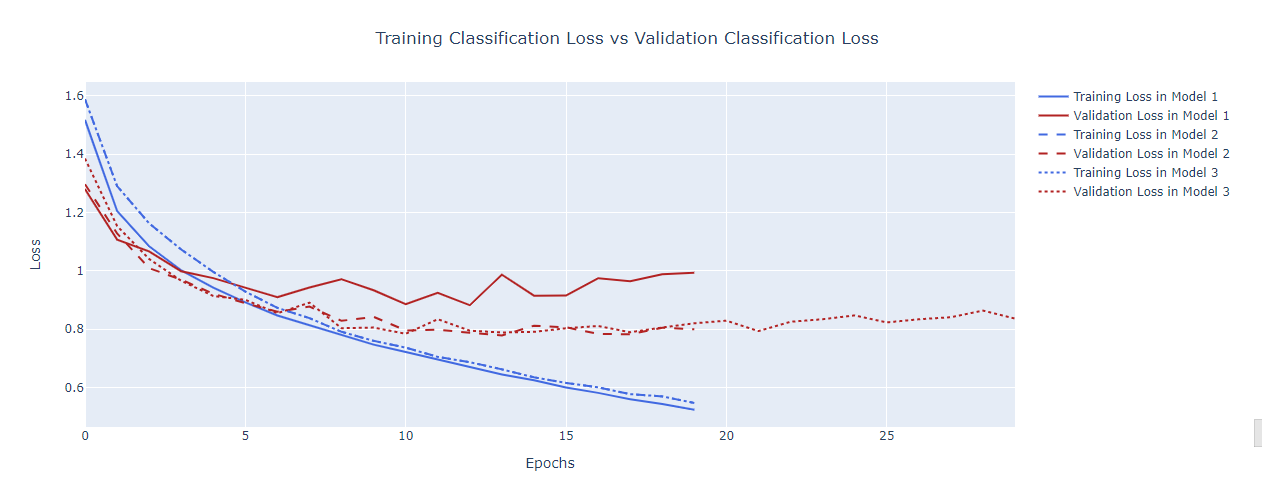 Training Classification Loss vs Validation Classification Loss
1.6
1.4
1.2
1
0.8
0.6
Loss
0
5
10
15
20
25
Epochs
Training Loss in Model 1
Validation Loss in Model 1
Training Loss in Model 2
Validation Loss in Model 2
Training Loss in Model 3
Validation Loss in Model 3